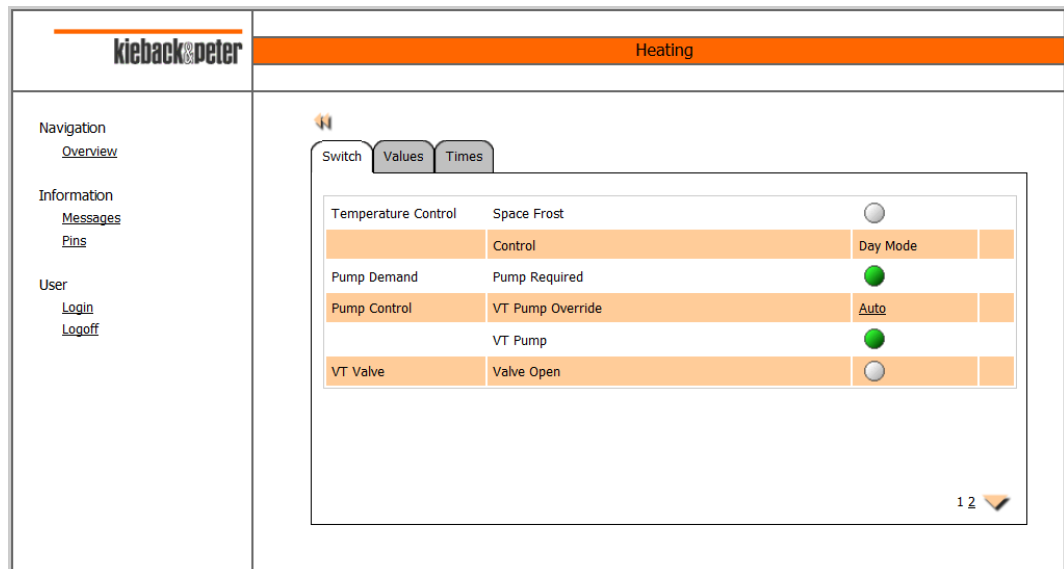 kieback&peter
Heating
Navigation
Overview
Information
Messages
Pins
User
Login
Logoff
Switch Values Times
Temperature Control Space Frost
Control Day Mode
Pump Demand Pump Required
Pump Control VT Pump Override Auto
VT Pump
VT Valve Valve Open
1 2